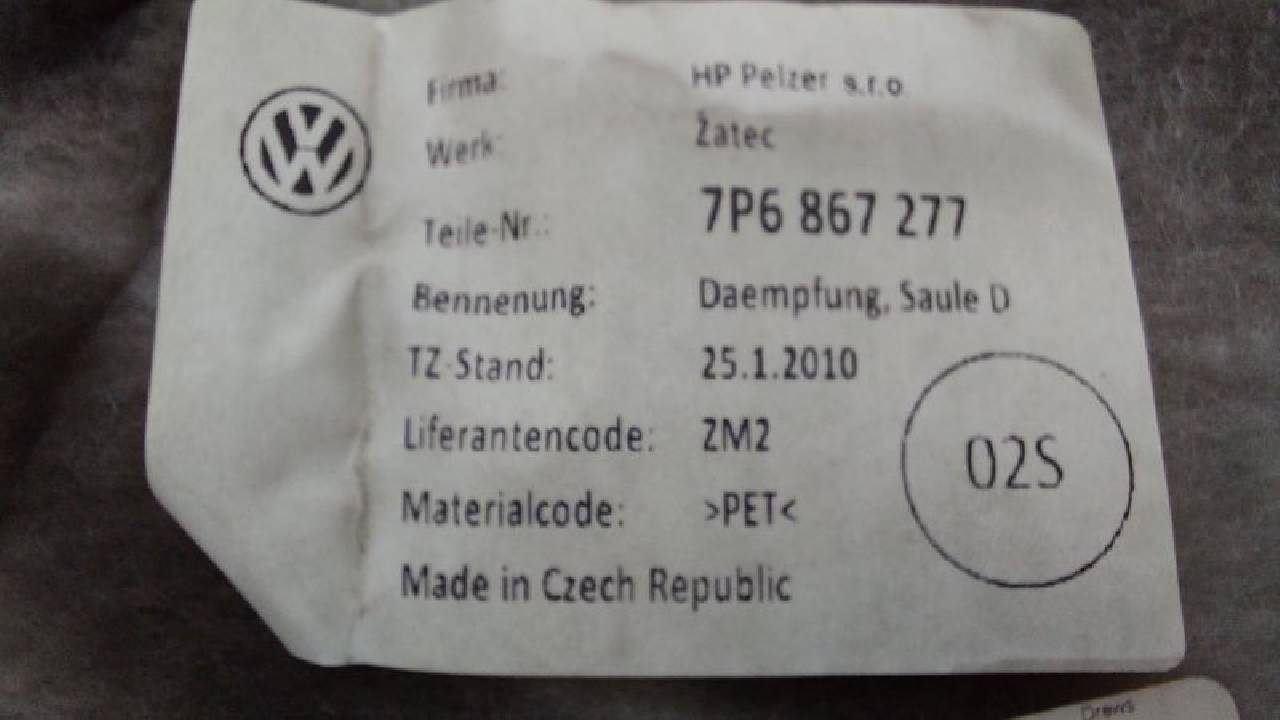 Firma: HP Pelzer s.r.o
Werk: Žatec
Teile-Nr.: 7P6 867 277
Bennenung: Daempfung, Saule D
TZ-Stand: 25.1.2010
Liferantencode: ZM2
Materialcode: >PET<
02S
Made in Czech Republic